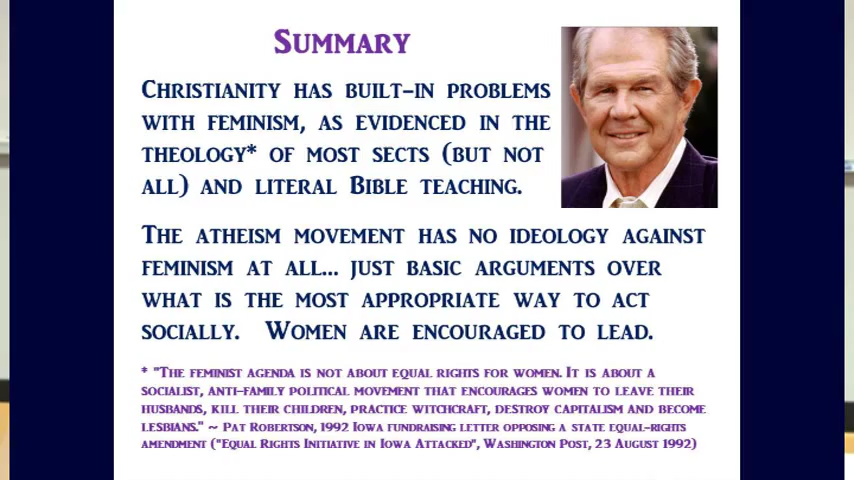 Summary
Christianity has built-in problems
with feminism, as evidenced in the
theology* of most sects (but not
all) and literal Bible teaching.
The atheism movement has no ideology against
feminism at all... just basic arguments over
what is the most appropriate way to act
socially.  Women are encouraged to lead.
* "The feminist agenda is not about equal rights for women. It is about a
socialist, anti-family political movement that encourages women to leave their
husbands, kill their children, practice witchcraft, destroy capitalism and become
lesbians." ~ Pat Robertson, 1992 Iowa fundraising letter opposing a state equal-rights
amendment ("Equal Rights Initiative in Iowa Attacked", Washington Post, 23 August 1992)